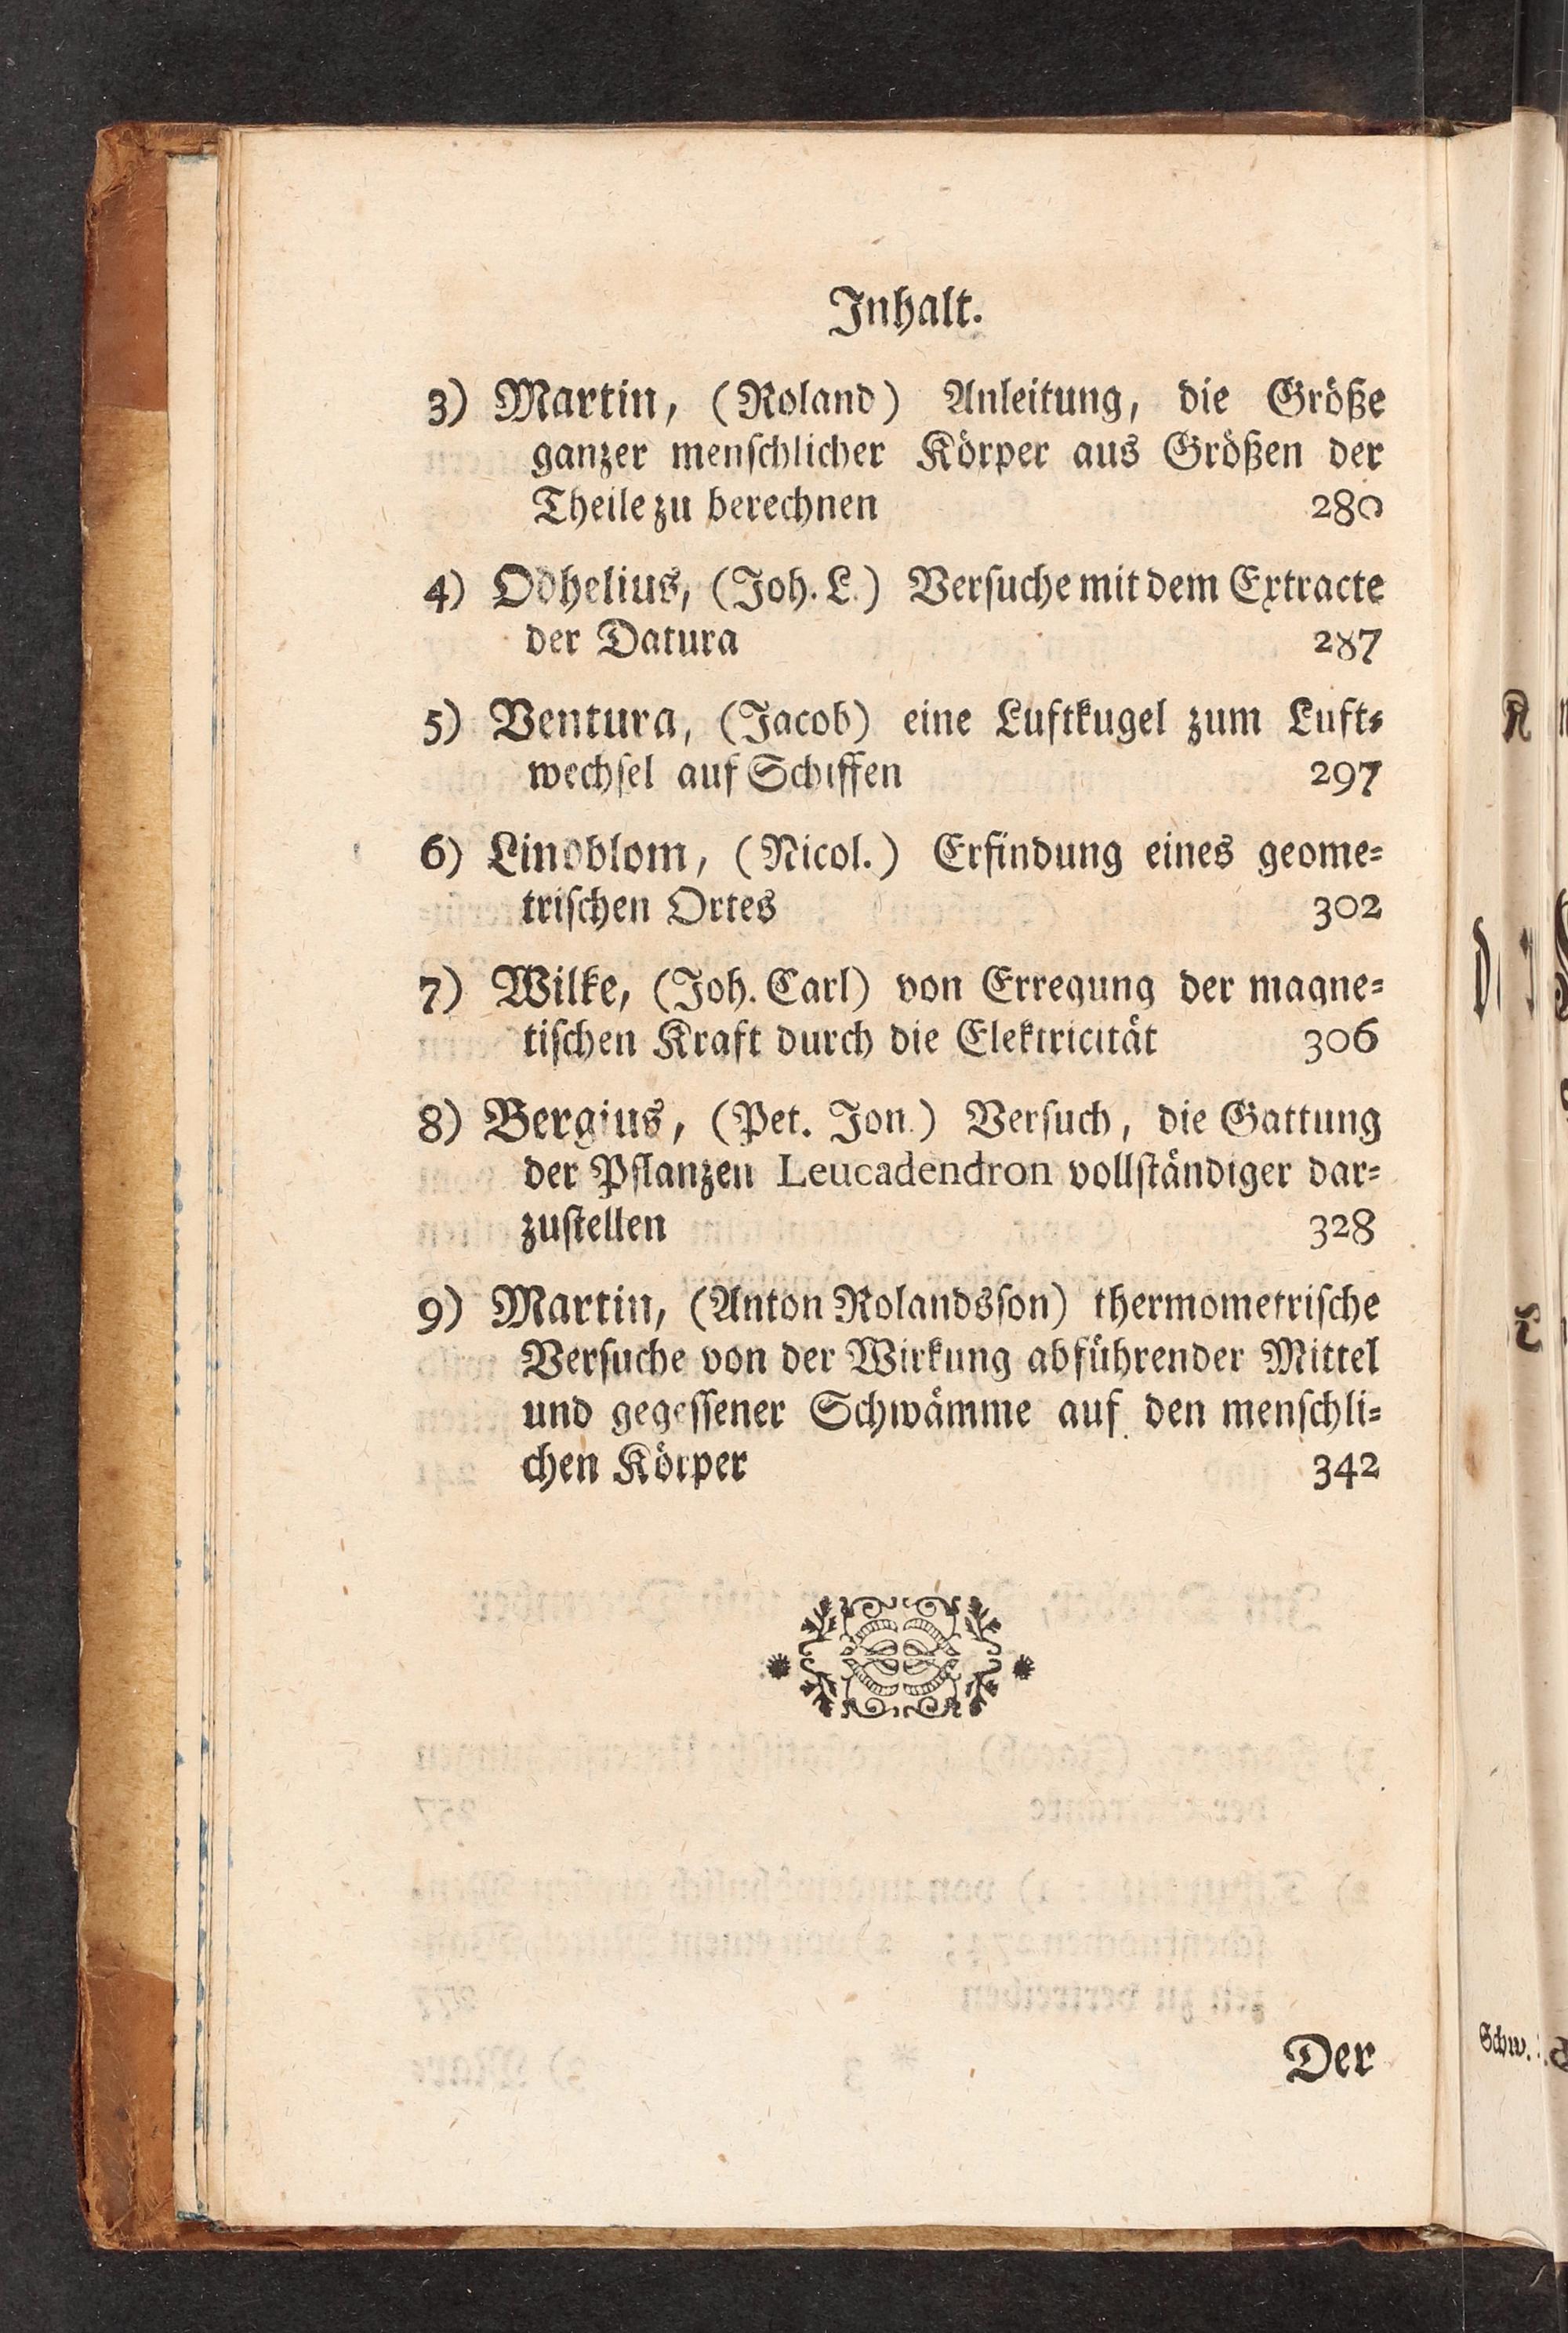 Inhalt.
3) Martin, (Roland) Anleitung, die Größe
ganzer menschlicher Körper aus Größen der
Theile zu berechnen 280
4) Odhelius, (Joh. L.) Versuche mit dem Extracte
der Datura 287
5) Ventura, (Jacob) eine Luftkugel zum Luft-
wechsel auf Schiffen 297
6) Lindblom, (Nicol.) Erfindung eines geome-
trischen Ortes 302
7) Wilke, (Joh. Carl) von Erregung der magne-
tischen Kraft durch die Elektricität 306
8) Bergius, (Pet. Jon.) Versuch, die Gattung
der Pflanzen Leucadendron vollständiger dar-
zustellen 328
9) Martin, (Anton Rolandsson) thermometrische
Versuche von der Wirkung abführender Mittel
und gegessener Schwämme auf den menschli-
chen Körper 342
Der
Schw.